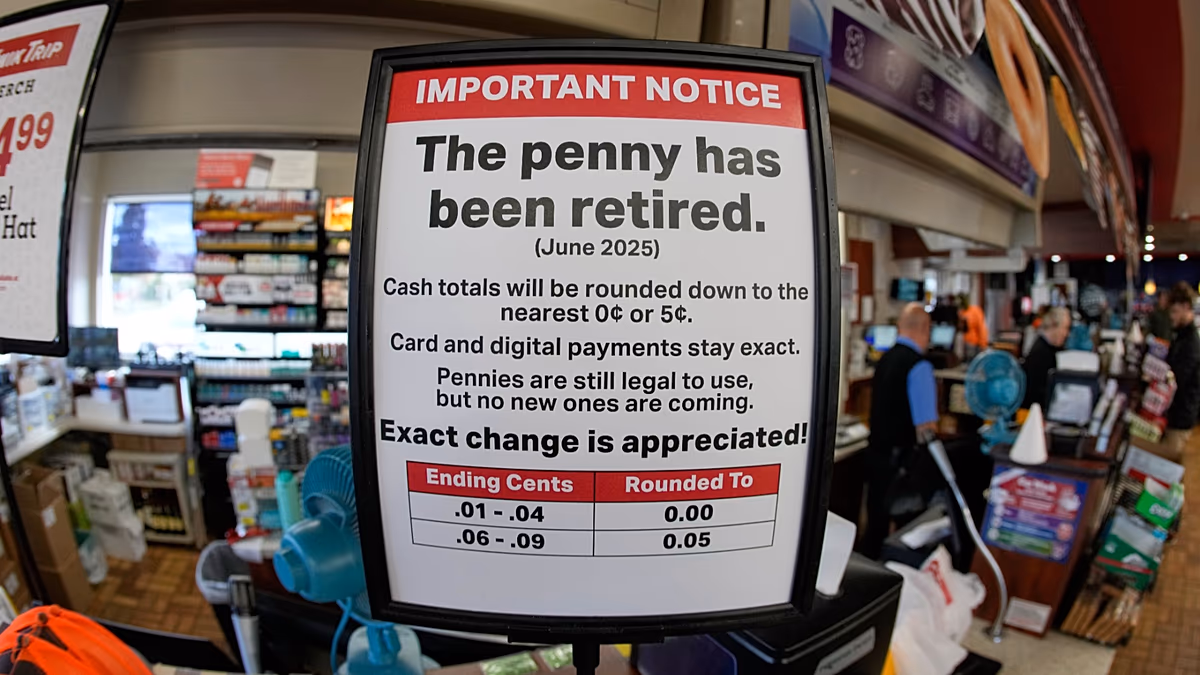 KWIK TRIP
99
Hat
IMPORTANT NOTICE
The penny has
been retired.
(June 2025)
Cash totals will be rounded down to the
nearest 0¢ or 5¢.
Card and digital payments stay exact.
Pennies are still legal to use,
but no new ones are coming.
Exact change is appreciated!
Ending Cents Rounded To
.01 - .04 0.00
.06 - .09 0.05